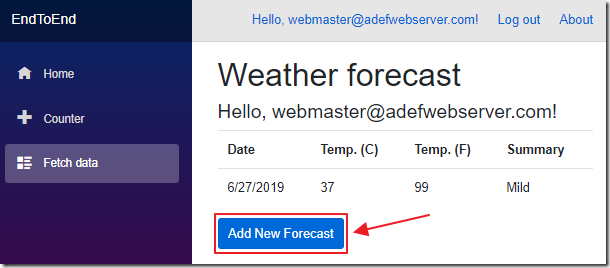 EndToEnd
Hello, webmaster@adefwebserver.com! Log out About
Home
Counter
Fetch data
Weather forecast
Hello, webmaster@adefwebserver.com!
Date Temp. (C) Temp. (F) Summary
6/27/2019 37 99 Mild
Add New Forecast